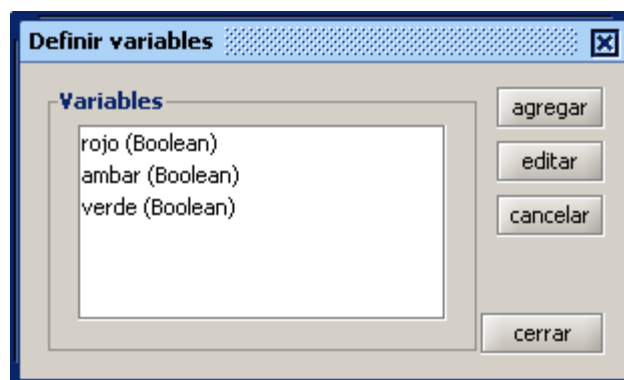 Definir variables
Variables
rojo (Boolean)
ambar (Boolean)
verde (Boolean)
agregar
editar
cancelar
cerrar